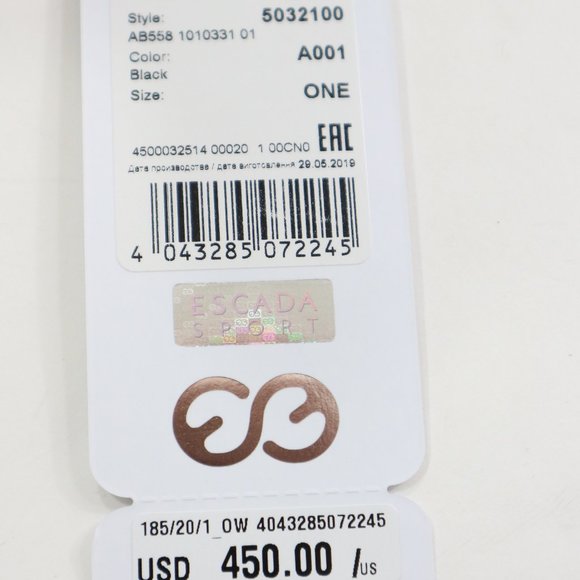 Style: 5032100
AB558 1010331 01
Color: A001
Black
Size: ONE
4500032514 00020 1 00CN0 EAC
Дата производства / дата виготовлення 29.05.2019
4 043285 072245
ESCADA
SPORT
185/20/1_OW 4043285072245
USD 450.00 /US